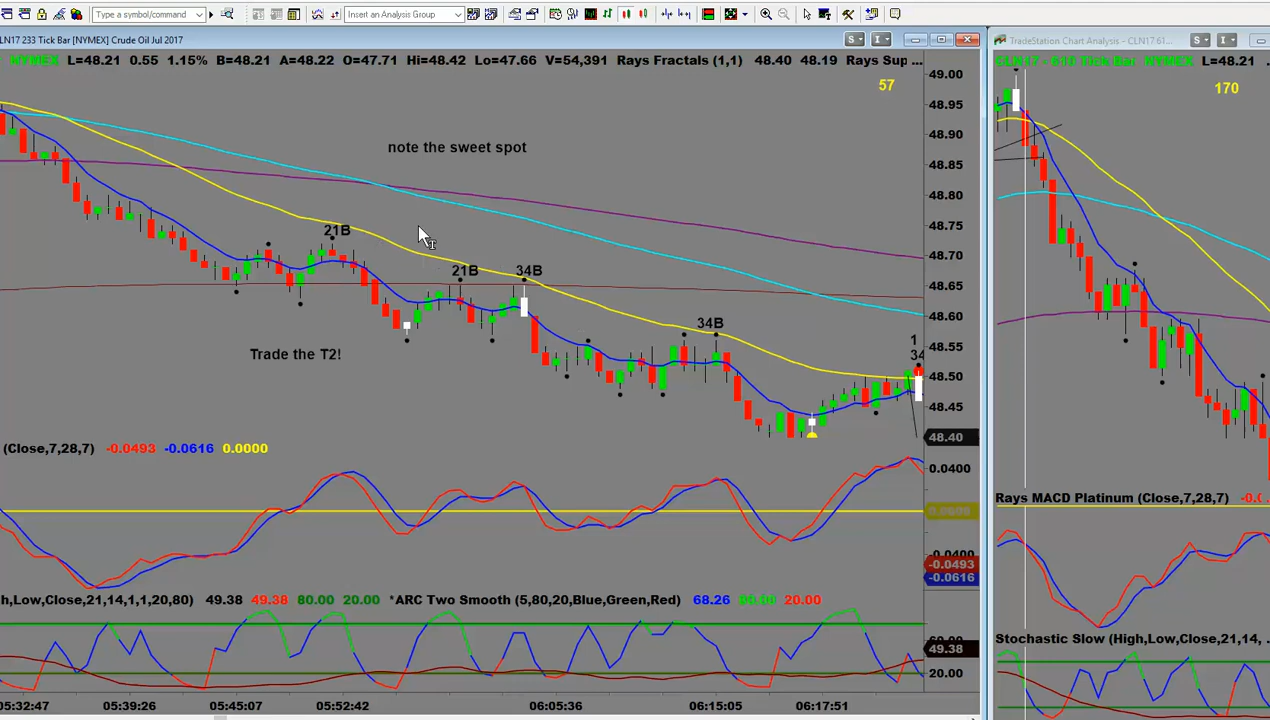 Type a symbol/command
Insert an Analysis Group
LN17 233 Tick Bar [NYMEX] Crude Oil Jul 2017
NYMEX L=48.21 0.55 1.15% B=48.21 A=48.22 O=47.71 Hi=48.42 Lo=47.66 V=54,391 Rays Fractals (1,1) 48.40 48.19 Rays Sup ...
57
note the sweet spot
21B
21B
34B
34B
1
34
Trade the T2!
49.00
48.95
48.90
48.85
48.80
48.75
48.70
48.65
48.60
48.55
48.50
48.45
48.40
(Close,7,28,7) -0.0493 -0.0616 0.0000
0.0400
-0.0400
-0.0493
-0.0616
h,Low,Close,21,14,1,1,20,80) 49.38 49.38 80.00 20.00 *ARC Two Smooth (5,80,20,Blue,Green,Red) 68.26 80.00 20.00
49.38
20.00
05:32:47 05:39:26 05:45:07 05:52:42 06:05:36 06:15:05 06:17:51
TradeStation Chart Analysis - CLN17 61
S I
S I
CLN17 - 610 Tick Bar NYMEX L=48.21
170
Rays MACD Platinum (Close,7,28,7) -0.0
Stochastic Slow (High,Low,Close,21,14, ...